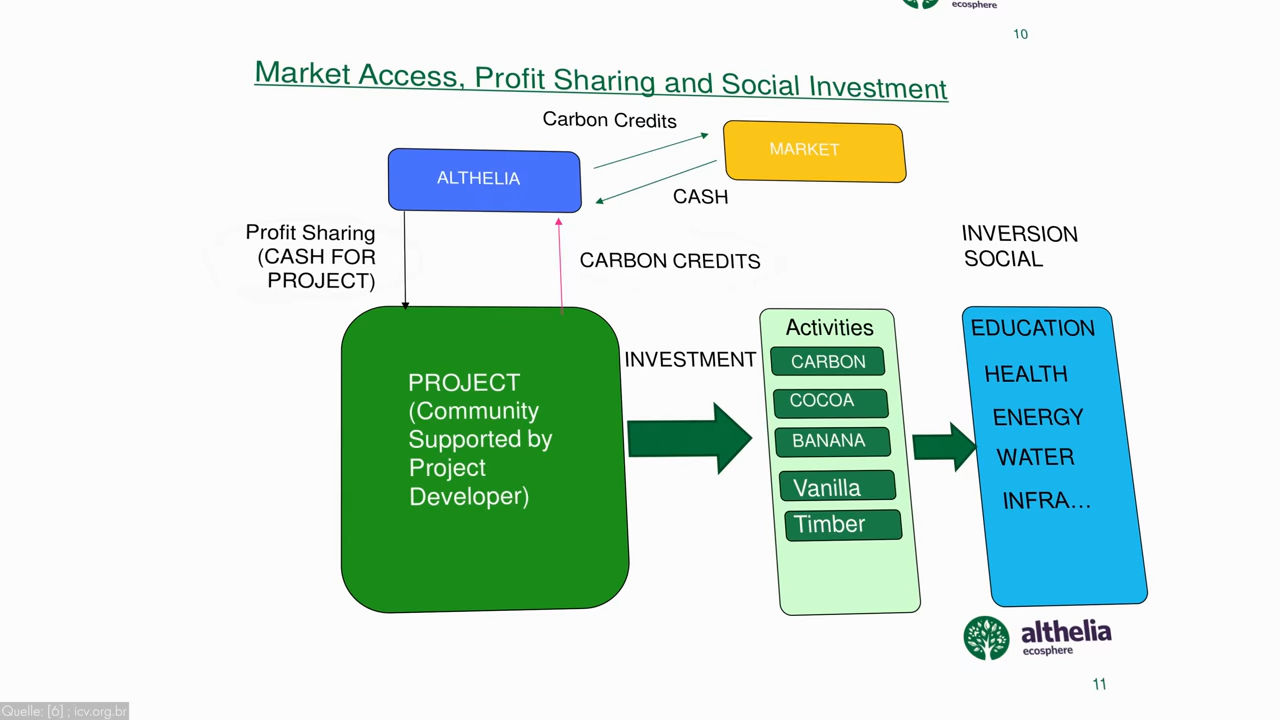 ecosphere
10
Market Access, Profit Sharing and Social Investment
Carbon Credits
MARKET
ALTHELIA
CASH
Profit Sharing
(CASH FOR
PROJECT)
CARBON CREDITS
INVERSION
SOCIAL
PROJECT
(Community
Supported by
Project
Developer)
INVESTMENT
Activities
CARBON
COCOA
BANANA
Vanilla
Timber
EDUCATION
HEALTH
ENERGY
WATER
INFRA…
althelia
ecosphere
11
Quelle: [6] ; icv.org.br